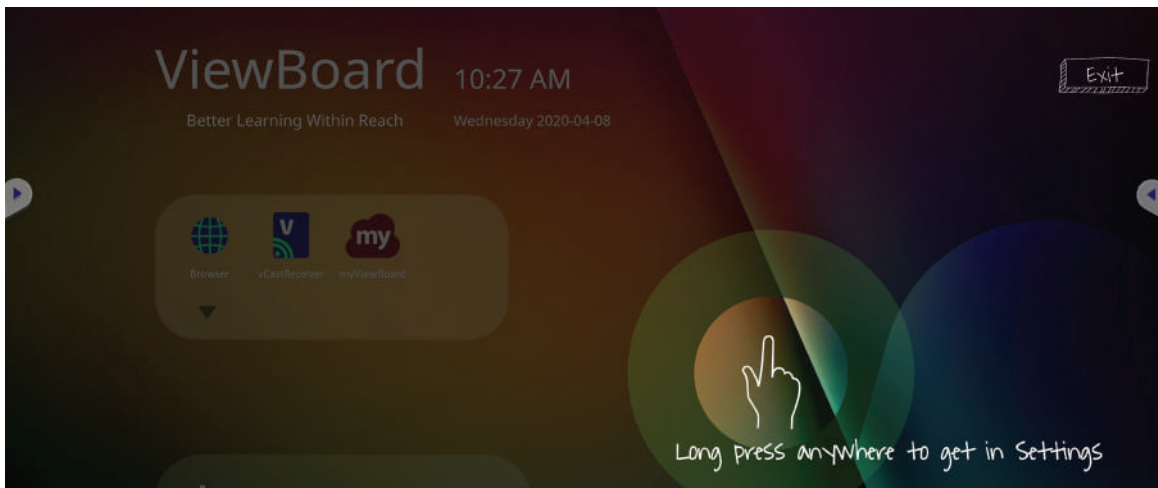 ViewBoard
10:27 AM
Exit
Better Learning Within Reach
Wednesday 2020-04-08
V
my
Browser
vCastReceiver
myViewBoard
Long press anywhere to get in Settings